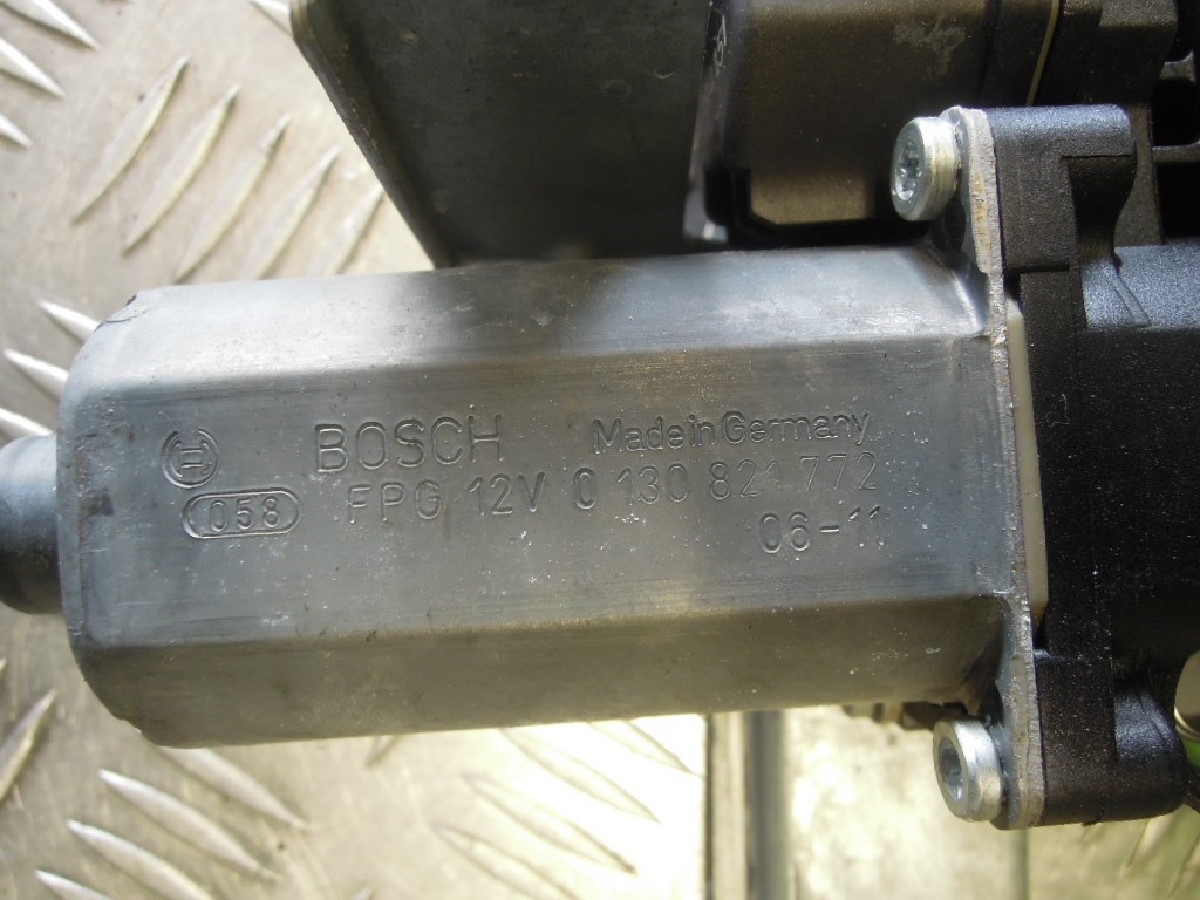 BOSCH Made in Germany
058 FPG 12V 0 130 821 772
06-11